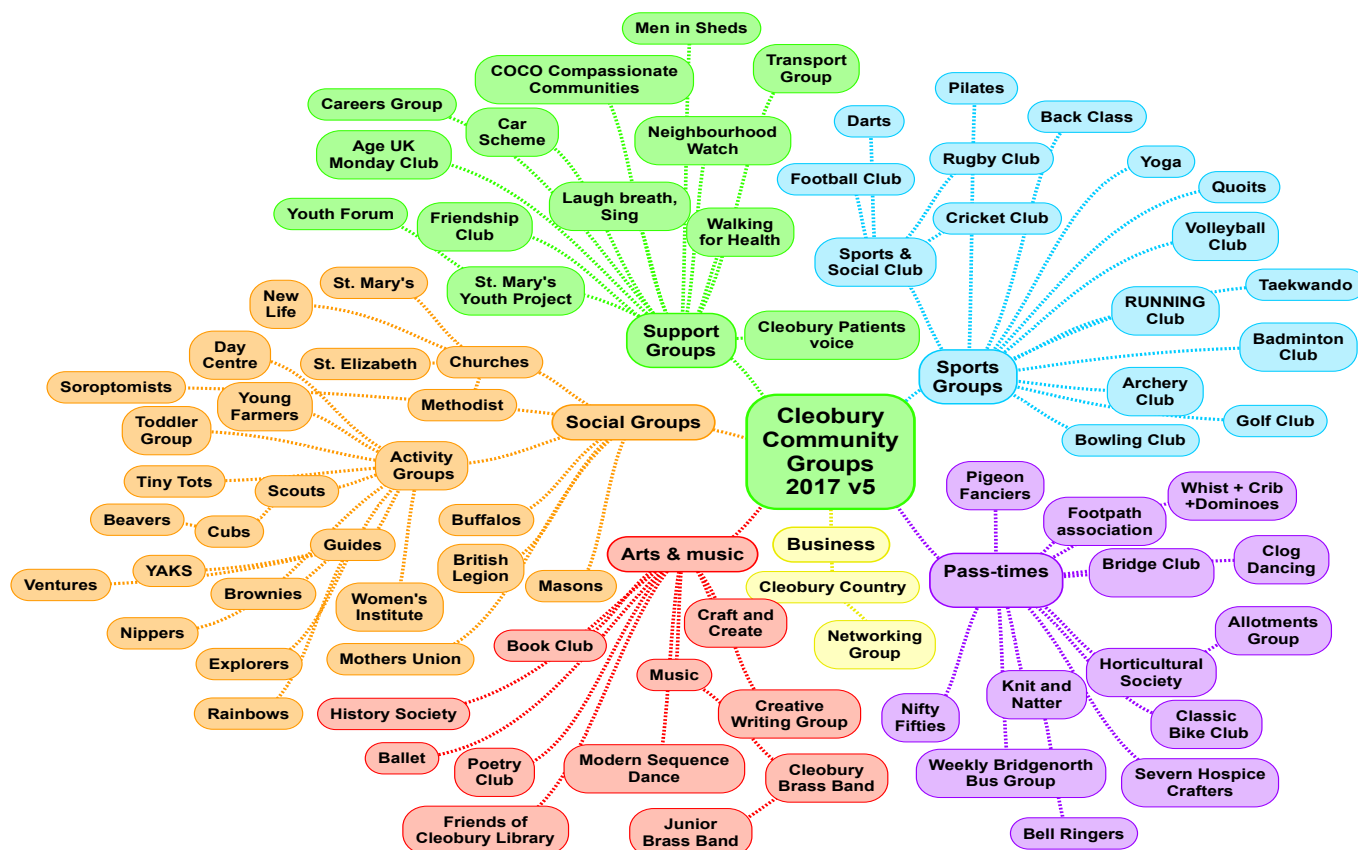 Men in Sheds
COCO Compassionate
Communities
Transport
Group
Careers Group
Car
Scheme
Neighbourhood
Watch
Age UK
Monday Club
Laugh breath,
Sing
Youth Forum
Friendship
Club
Walking
for Health
St. Mary's
Youth Project
Support
Groups
Cleobury Patients
voice
Pilates
Darts
Back Class
Rugby Club
Yoga
Football Club
Quoits
Cricket Club
Volleyball
Club
Sports &
Social Club
Taekwando
RUNNING
Club
Badminton
Club
Sports
Groups
Archery
Club
Golf Club
Bowling Club
St. Mary's
New
Life
Day
Centre
St. Elizabeth
Churches
Soroptomists
Young
Farmers
Methodist
Toddler
Group
Social Groups
Activity
Groups
Tiny Tots
Scouts
Beavers
Cubs
Buffalos
Guides
British
Legion
YAKS
Ventures
Brownies
Masons
Women's
Institute
Nippers
Mothers Union
Explorers
Rainbows
Cleobury
Community
Groups
2017 v5
Arts & music
Craft and
Create
Book Club
Music
History Society
Creative
Writing Group
Ballet
Poetry
Club
Modern Sequence
Dance
Cleobury
Brass Band
Friends of
Cleobury Library
Junior
Brass Band
Business
Cleobury Country
Networking
Group
Pigeon
Fanciers
Whist + Crib
+Dominoes
Footpath
association
Pass-times
Bridge Club
Clog
Dancing
Allotments
Group
Horticultural
Society
Knit and
Natter
Nifty
Fifties
Classic
Bike Club
Weekly Bridgenorth
Bus Group
Severn Hospice
Crafters
Bell Ringers